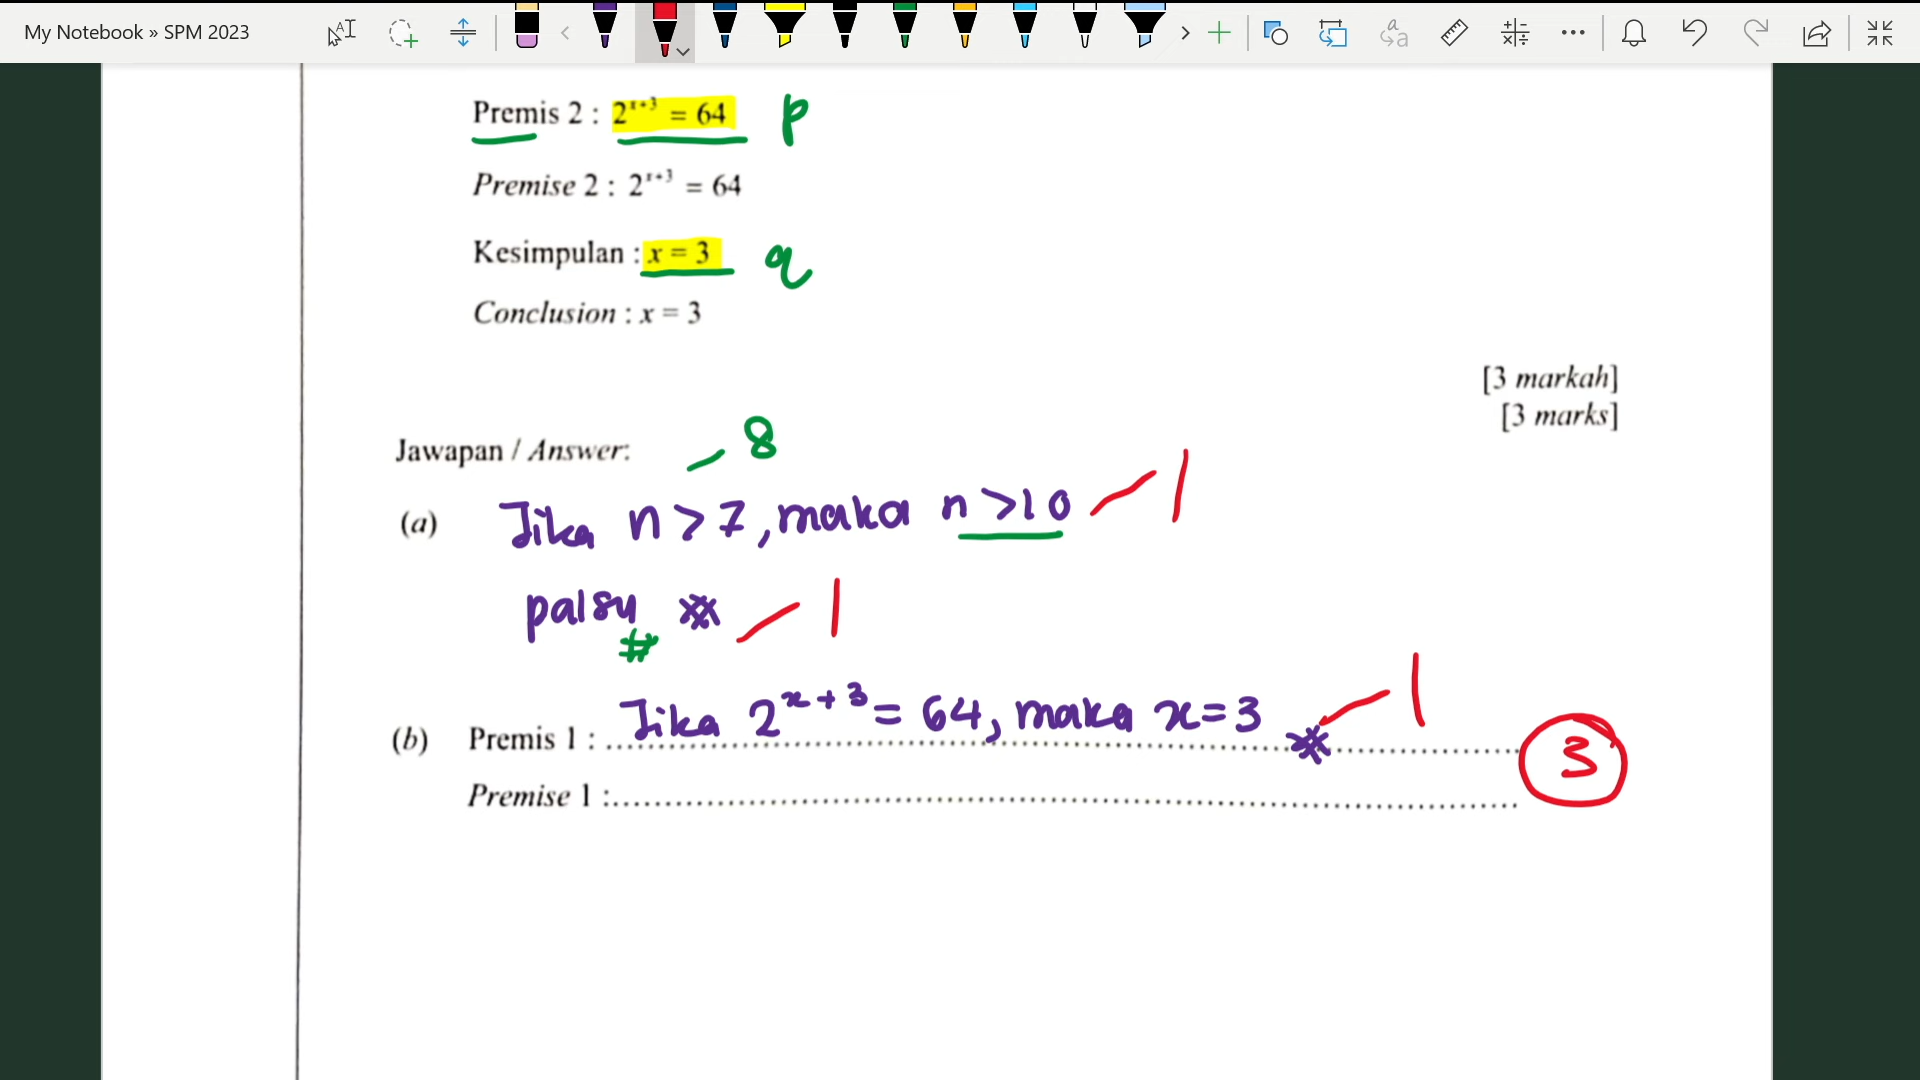 My Notebook » SPM 2023
Premis 2 : 2^{x+3} = 64 p
Premise 2 : 2^{x+3} = 64
Kesimpulan : x = 3 q
Conclusion : x = 3
[3 markah]
[3 marks]
Jawapan / Answer: 8
(a) Jika n > 7, maka n > 10 1
palsu 1
(b) Premis 1 : Jika 2^{x+3} = 64, maka x = 3 1
3
Premise 1 :